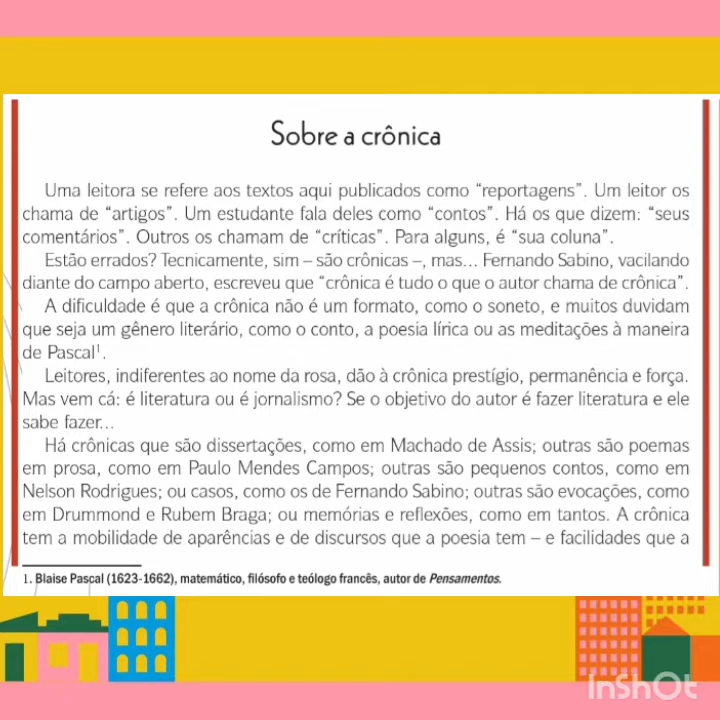 Sobre a crônica
Uma leitora se refere aos textos aqui publicados como “reportagens”. Um leitor os
chama de “artigos”. Um estudante fala deles como “contos”. Há os que dizem: “seus
comentários”. Outros os chamam de “críticas”. Para alguns, é “sua coluna”.
Estão errados? Tecnicamente, sim – são crônicas –, mas... Fernando Sabino, vacilando
diante do campo aberto, escreveu que “crônica é tudo o que o autor chama de crônica”.
A dificuldade é que a crônica não é um formato, como o soneto, e muitos duvidam
que seja um gênero literário, como o conto, a poesia lírica ou as meditações à maneira
de Pascal¹.
Leitores, indiferentes ao nome da rosa, dão à crônica prestígio, permanência e força.
Mas vem cá: é literatura ou é jornalismo? Se o objetivo do autor é fazer literatura e ele
sabe fazer...
Há crônicas que são dissertações, como em Machado de Assis; outras são poemas
em prosa, como em Paulo Mendes Campos; outras são pequenos contos, como em
Nelson Rodrigues; ou casos, como os de Fernando Sabino; outras são evocações, como
em Drummond e Rubem Braga; ou memórias e reflexões, como em tantos. A crônica
tem a mobilidade de aparências e de discursos que a poesia tem – e facilidades que a
1. Blaise Pascal (1623-1662), matemático, filósofo e teólogo francês, autor de Pensamentos.
InShOt